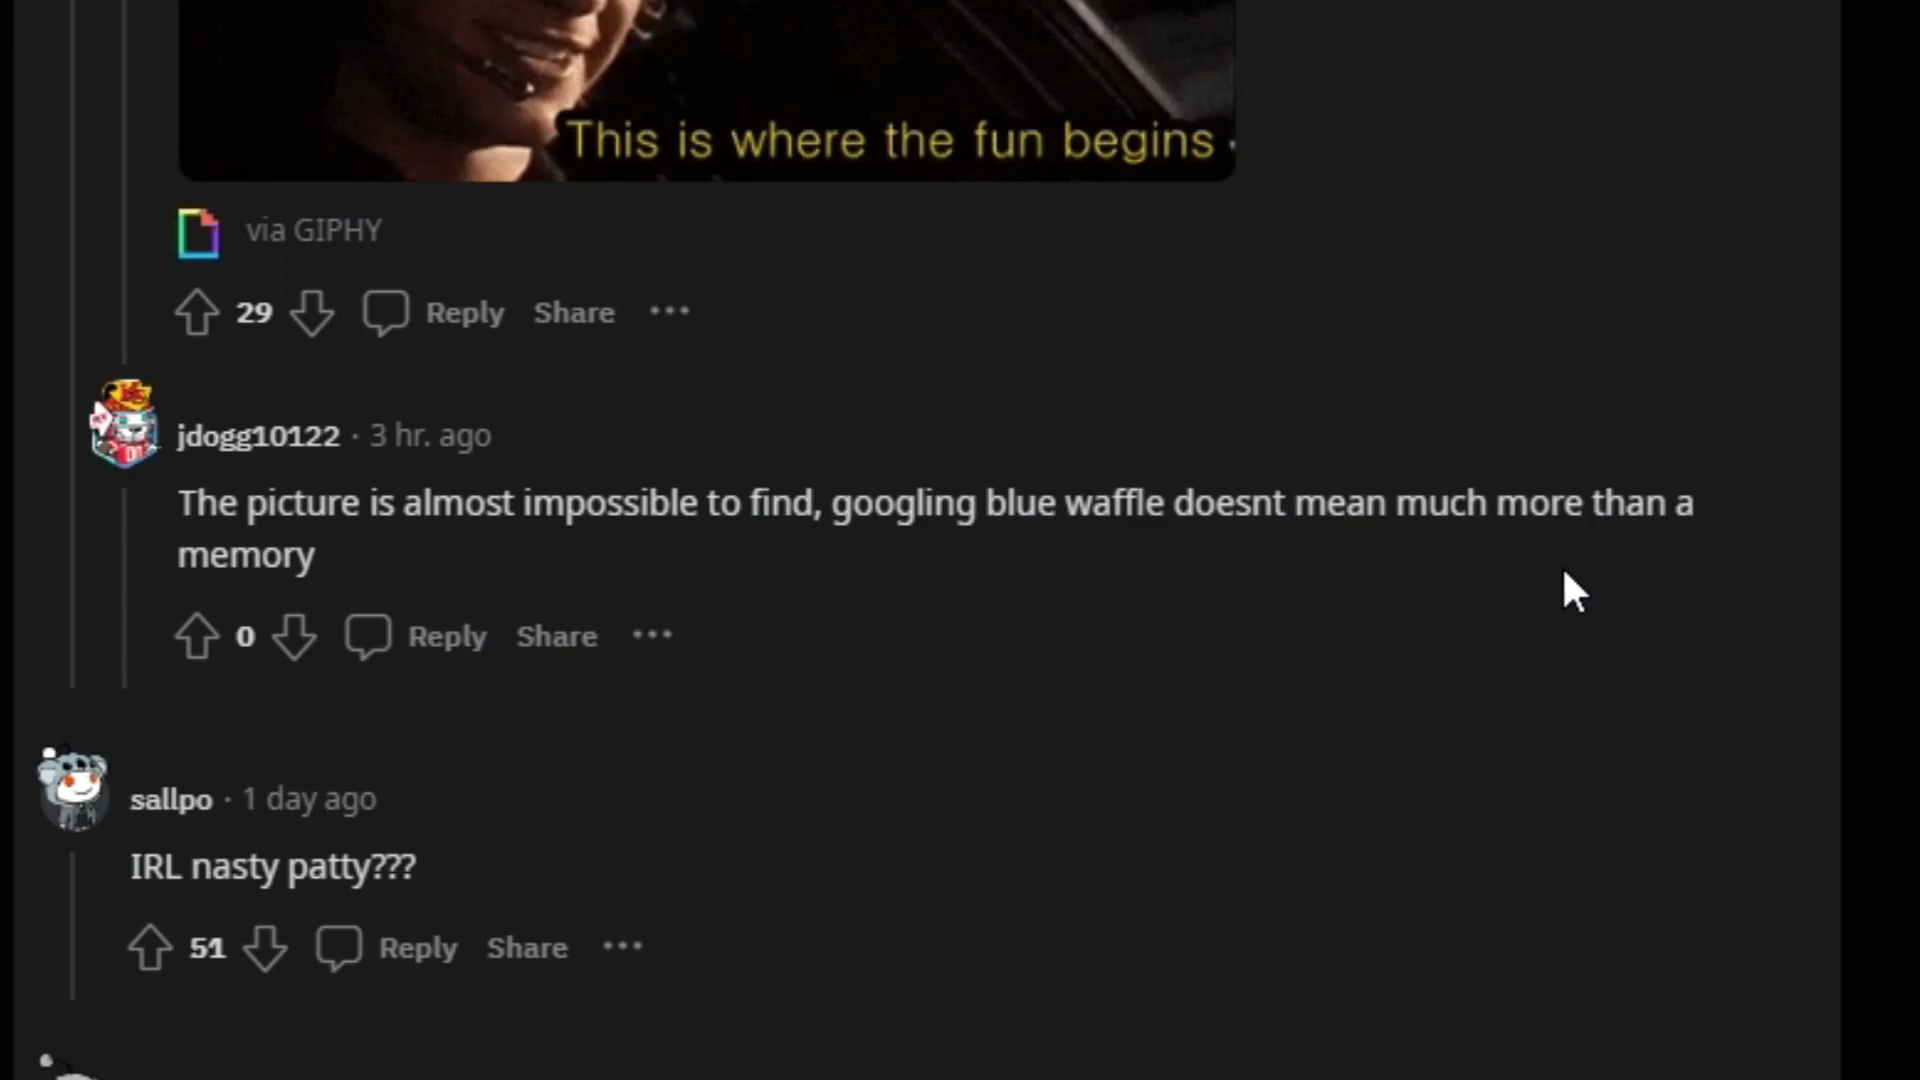 This is where the fun begins
via GIPHY
29 Reply Share
jdogg10122 · 3 hr. ago
The picture is almost impossible to find, googling blue waffle doesnt mean much more than a
memory
0 Reply Share
sallpo · 1 day ago
IRL nasty patty???
51 Reply Share